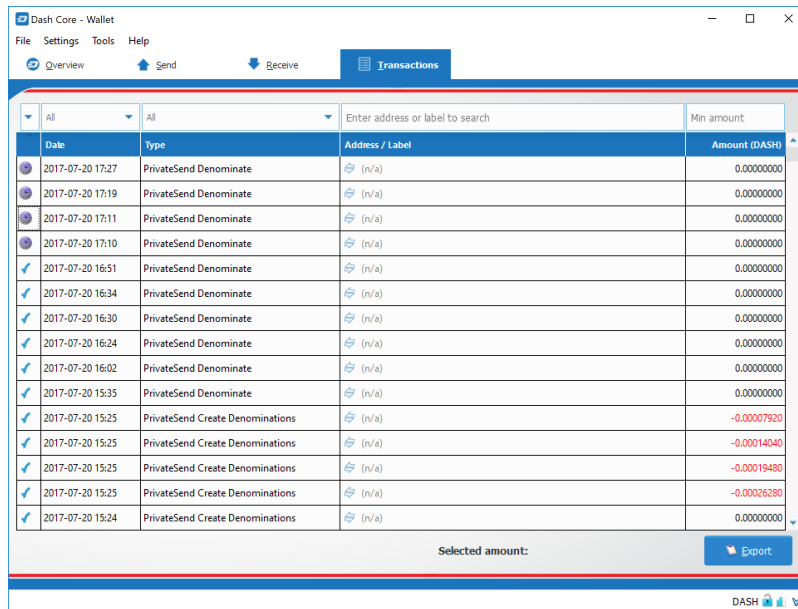 Dash Core - Wallet
File Settings Tools Help
Overview Send Receive Transactions
All All Enter address or label to search Min amount
Date Type Address / Label Amount (DASH)
2017-07-20 17:27 PrivateSend Denominate (n/a) 0.00000000
2017-07-20 17:19 PrivateSend Denominate (n/a) 0.00000000
2017-07-20 17:11 PrivateSend Denominate (n/a) 0.00000000
2017-07-20 17:10 PrivateSend Denominate (n/a) 0.00000000
2017-07-20 16:51 PrivateSend Denominate (n/a) 0.00000000
2017-07-20 16:34 PrivateSend Denominate (n/a) 0.00000000
2017-07-20 16:30 PrivateSend Denominate (n/a) 0.00000000
2017-07-20 16:24 PrivateSend Denominate (n/a) 0.00000000
2017-07-20 16:02 PrivateSend Denominate (n/a) 0.00000000
2017-07-20 15:35 PrivateSend Denominate (n/a) 0.00000000
2017-07-20 15:25 PrivateSend Create Denominations (n/a) -0.00007920
2017-07-20 15:25 PrivateSend Create Denominations (n/a) -0.00014040
2017-07-20 15:25 PrivateSend Create Denominations (n/a) -0.00019480
2017-07-20 15:25 PrivateSend Create Denominations (n/a) -0.00026280
2017-07-20 15:24 PrivateSend Create Denominations (n/a) 0.00000000
Selected amount: Export
DASH